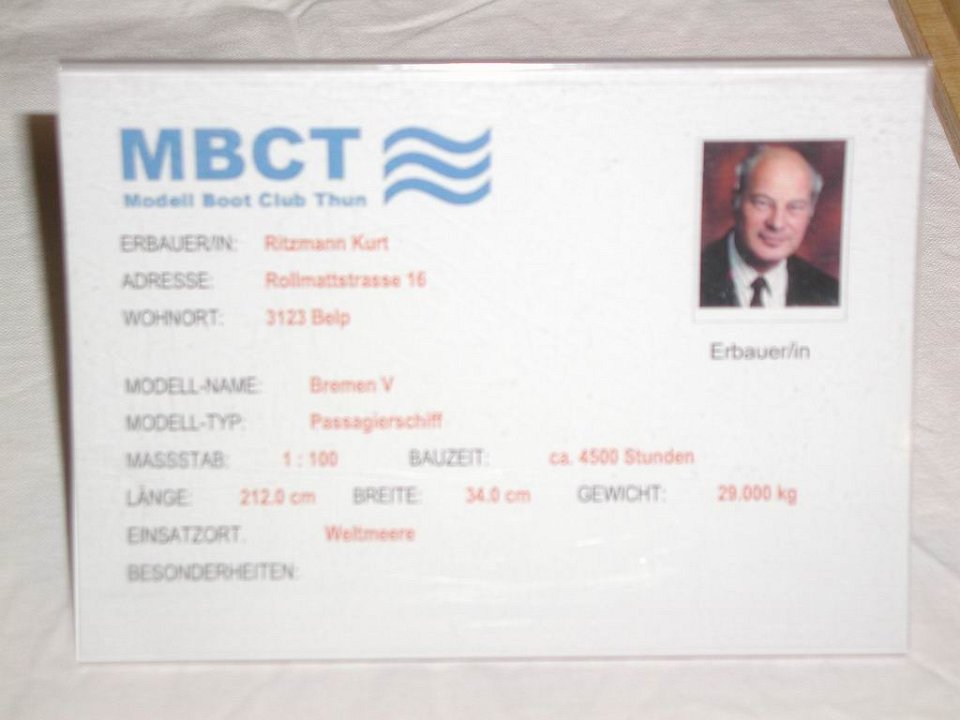 MBCT
Modell Boot Club Thun
ERBAUER/IN: Ritzmann Kurt
ADRESSE: Rollmattstrasse 16
WOHNORT: 3123 Belp
Erbauer/in
MODELL-NAME: Bremen V
MODELL-TYP: Passagierschiff
MASSSTAB: 1 : 100 BAUZEIT: ca. 4500 Stunden
LÄNGE: 212.0 cm BREITE: 34.0 cm GEWICHT: 29.000 kg
EINSATZORT: Weltmeere
BESONDERHEITEN: